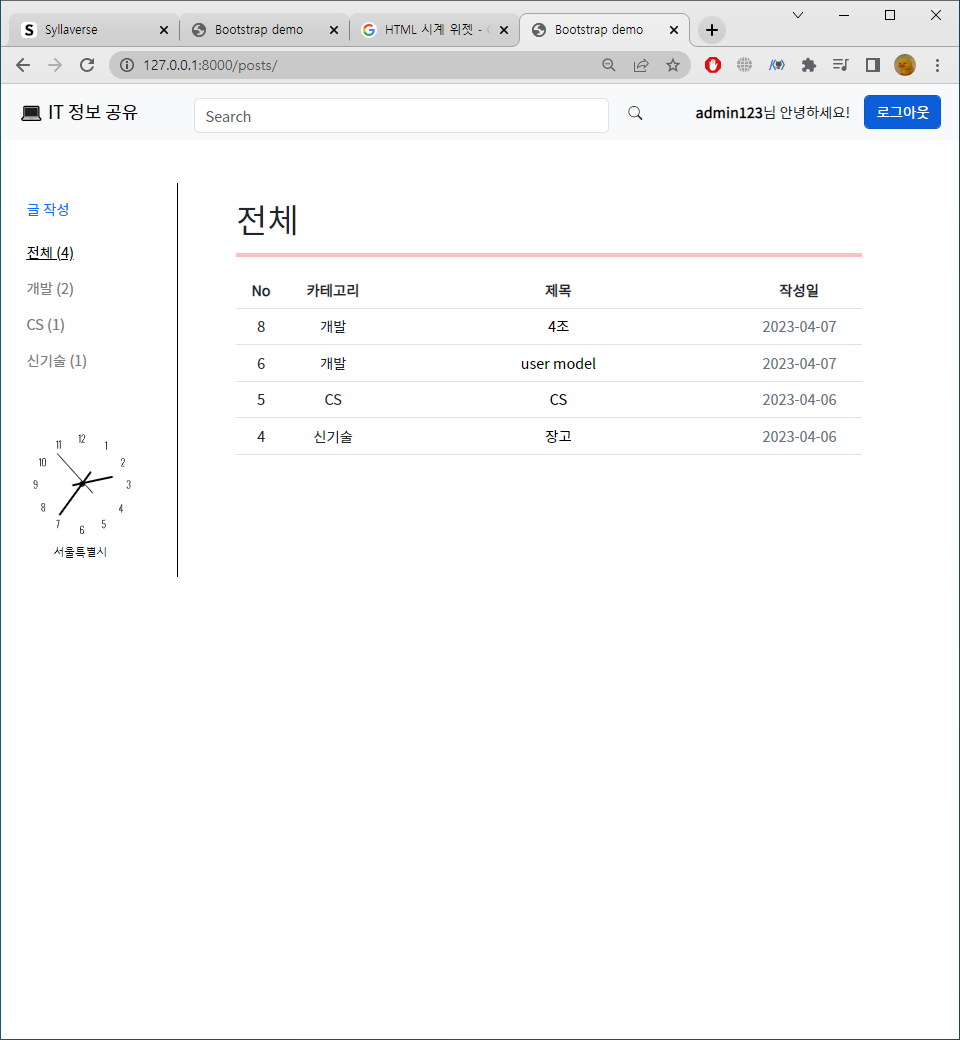 Syllaverse
Bootstrap demo
HTML 시계 위젯 -
Bootstrap demo
127.0.0.1:8000/posts/
IT 정보 공유
Search
admin123님 안녕하세요!
로그아웃
글 작성
전체 (4)
개발 (2)
CS (1)
신기술 (1)
전체
No 카테고리 제목 작성일
8 개발 4조 2023-04-07
6 개발 user model 2023-04-07
5 CS CS 2023-04-06
4 신기술 장고 2023-04-06
12
11 1
10 2
9 3
8 4
7 5
6
서울특별시